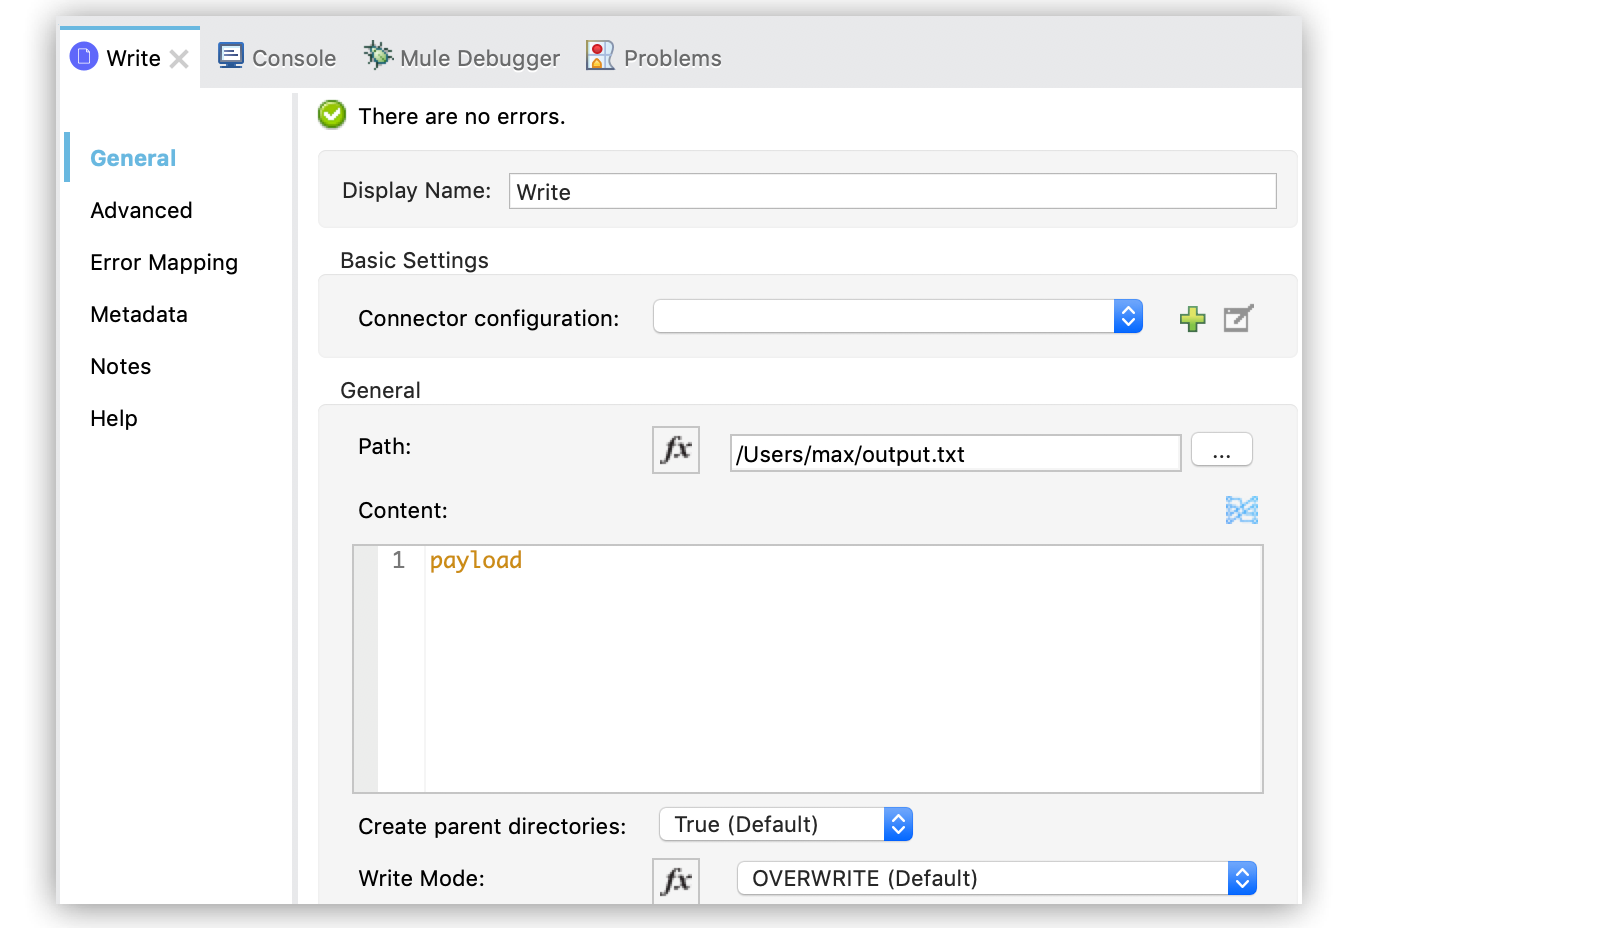 Write Console Mule Debugger Problems
There are no errors.
General
Advanced
Error Mapping
Metadata
Notes
Help
Display Name: Write
Basic Settings
Connector configuration:
General
Path: fx /Users/max/output.txt ...
Content:
1 payload
Create parent directories: True (Default)
Write Mode: fx OVERWRITE (Default)